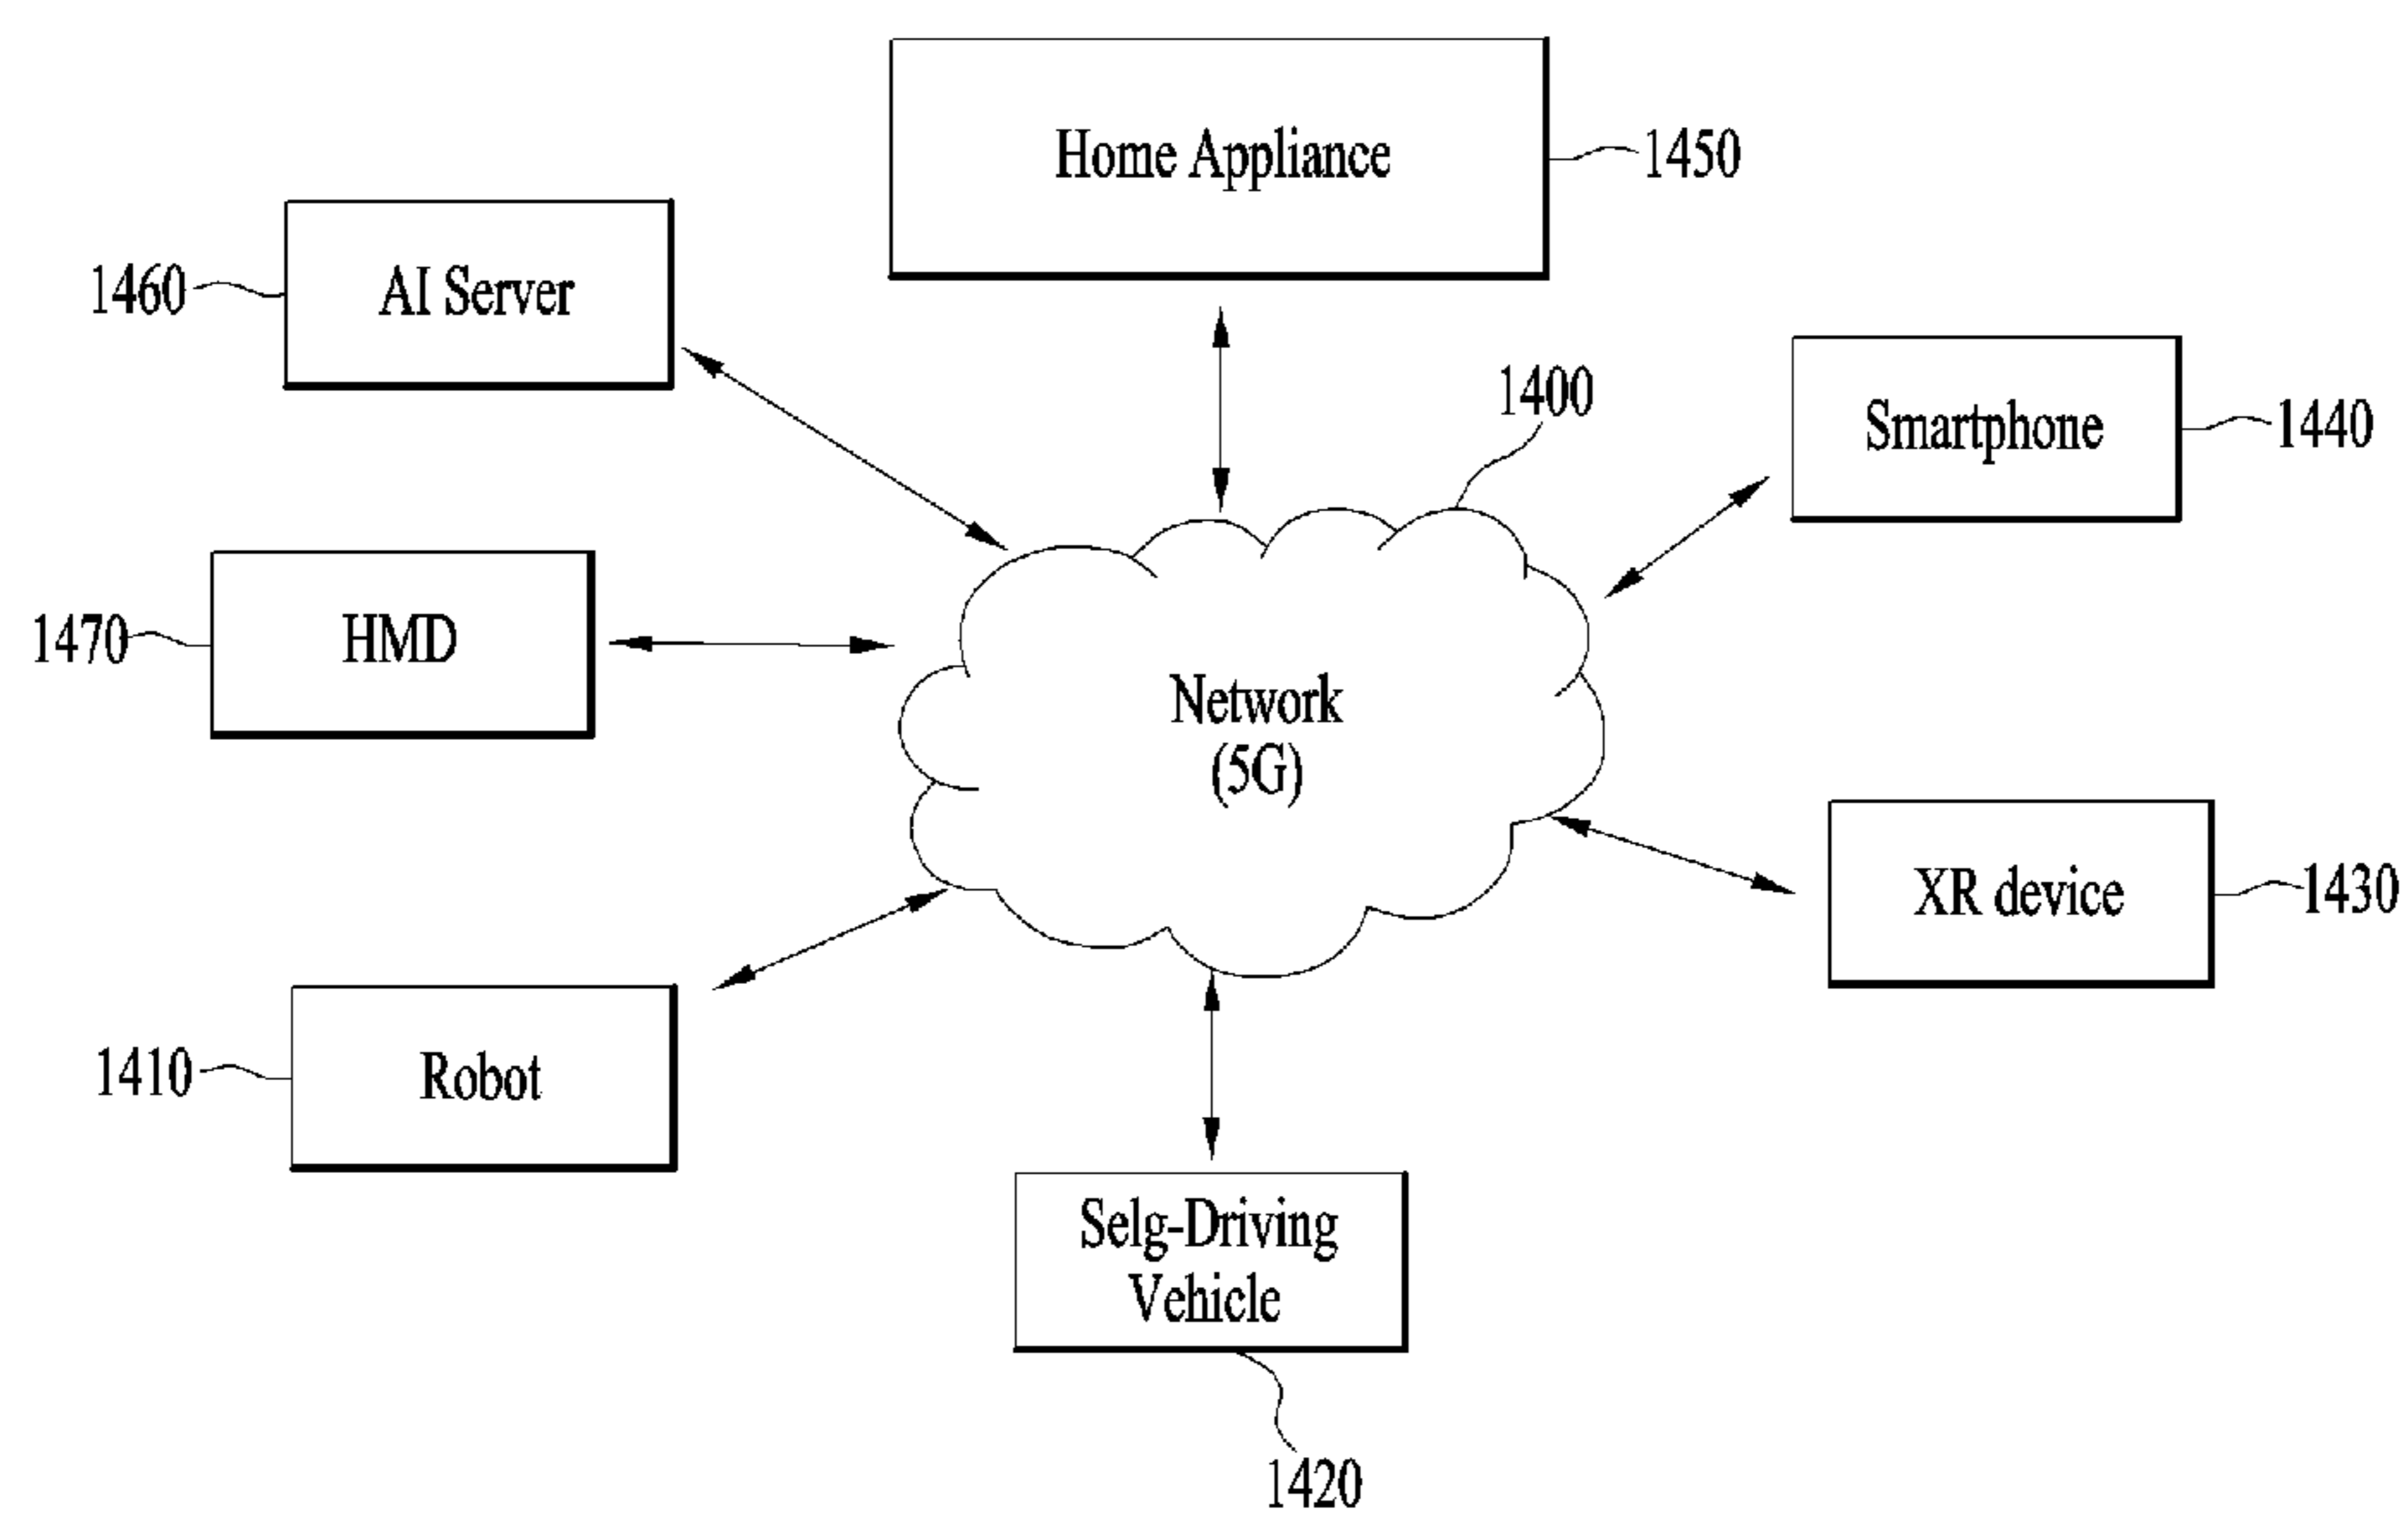 Home Appliance
1450
1460
AI Server
1400
Smartphone
1440
1470
HMD
Network
(5G)
XR device
1430
1410
Robot
Selg-Driving
Vehicle
1420